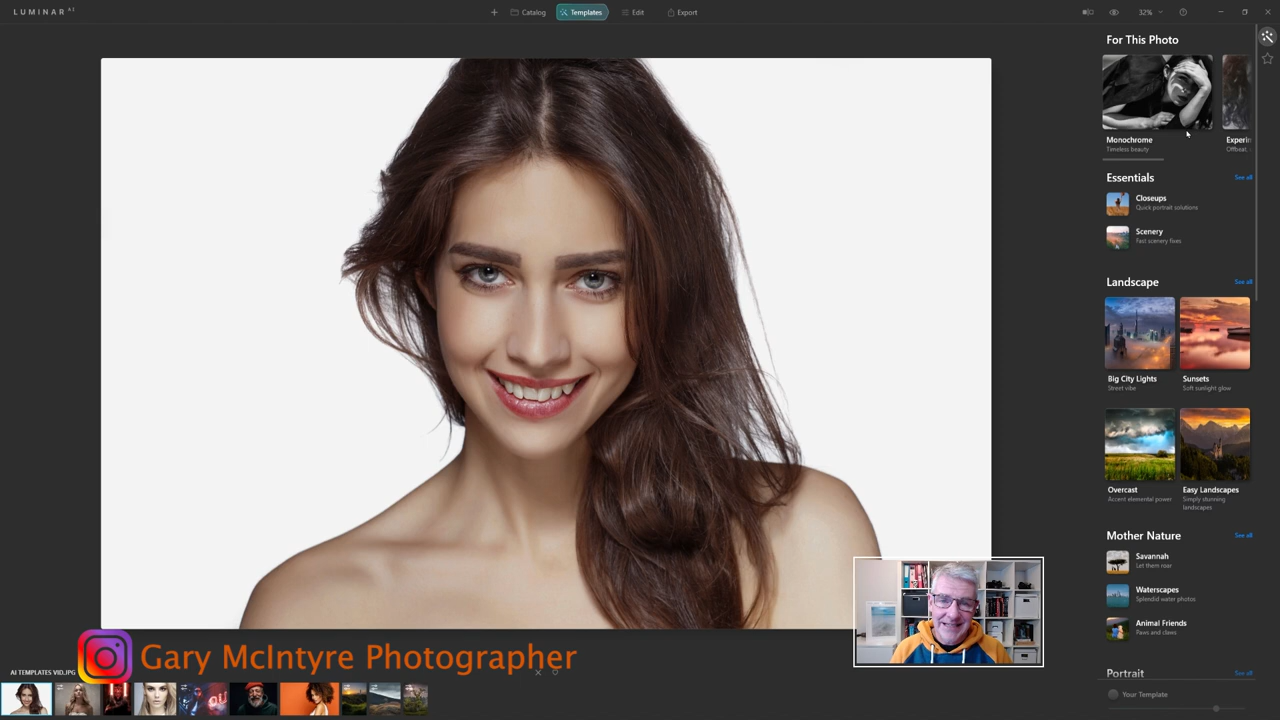 LUMINAR AI
Catalog
Templates
Edit
Export
32%
For This Photo
Monochrome
Timeless beauty
Experin
Offbeat,
Essentials
See all
Closeups
Quick portrait solutions
Scenery
Fast scenery fixes
Landscape
See all
Big City Lights
Street vibe
Sunsets
Soft sunlight glow
Overcast
Accent elemental power
Easy Landscapes
Simply stunning
landscapes
Mother Nature
See all
Savannah
Let them roar
Waterscapes
Splendid water photos
Animal Friends
Paws and claws
Portrait
See all
Your Template
Gary McIntyre Photographer
AI TEMPLATES VID.JPG